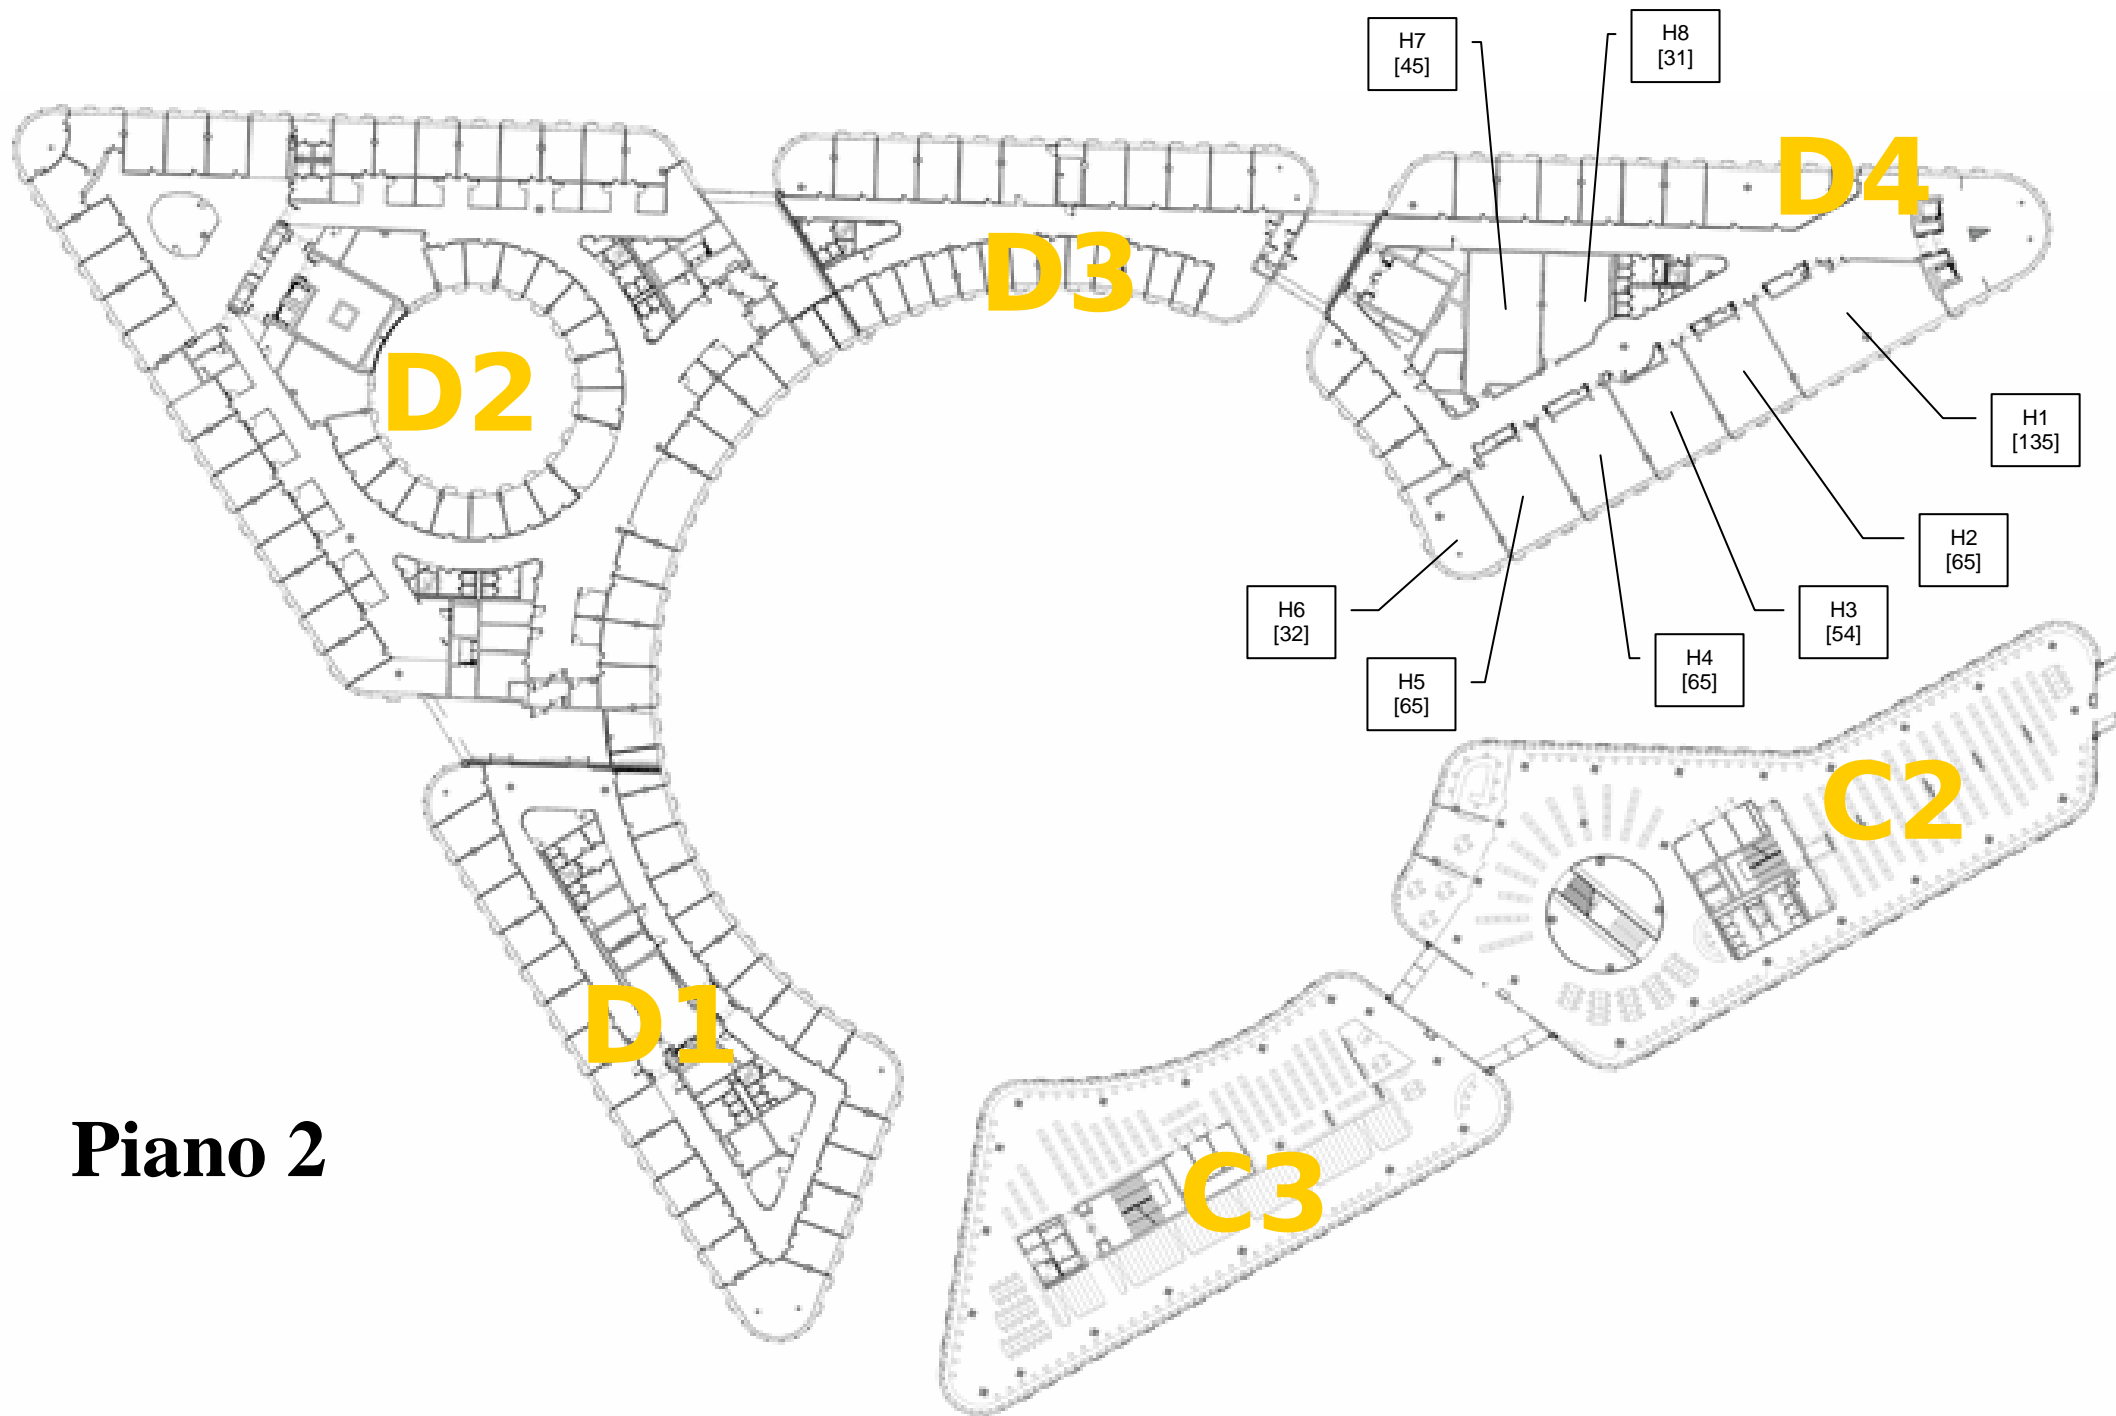 H7
[45]
H8
[31]
D4
D3
D2
H1
[135]
H2
[65]
H6
[32]
H3
[54]
H5
[65]
H4
[65]
C2
D1
Piano 2
C3